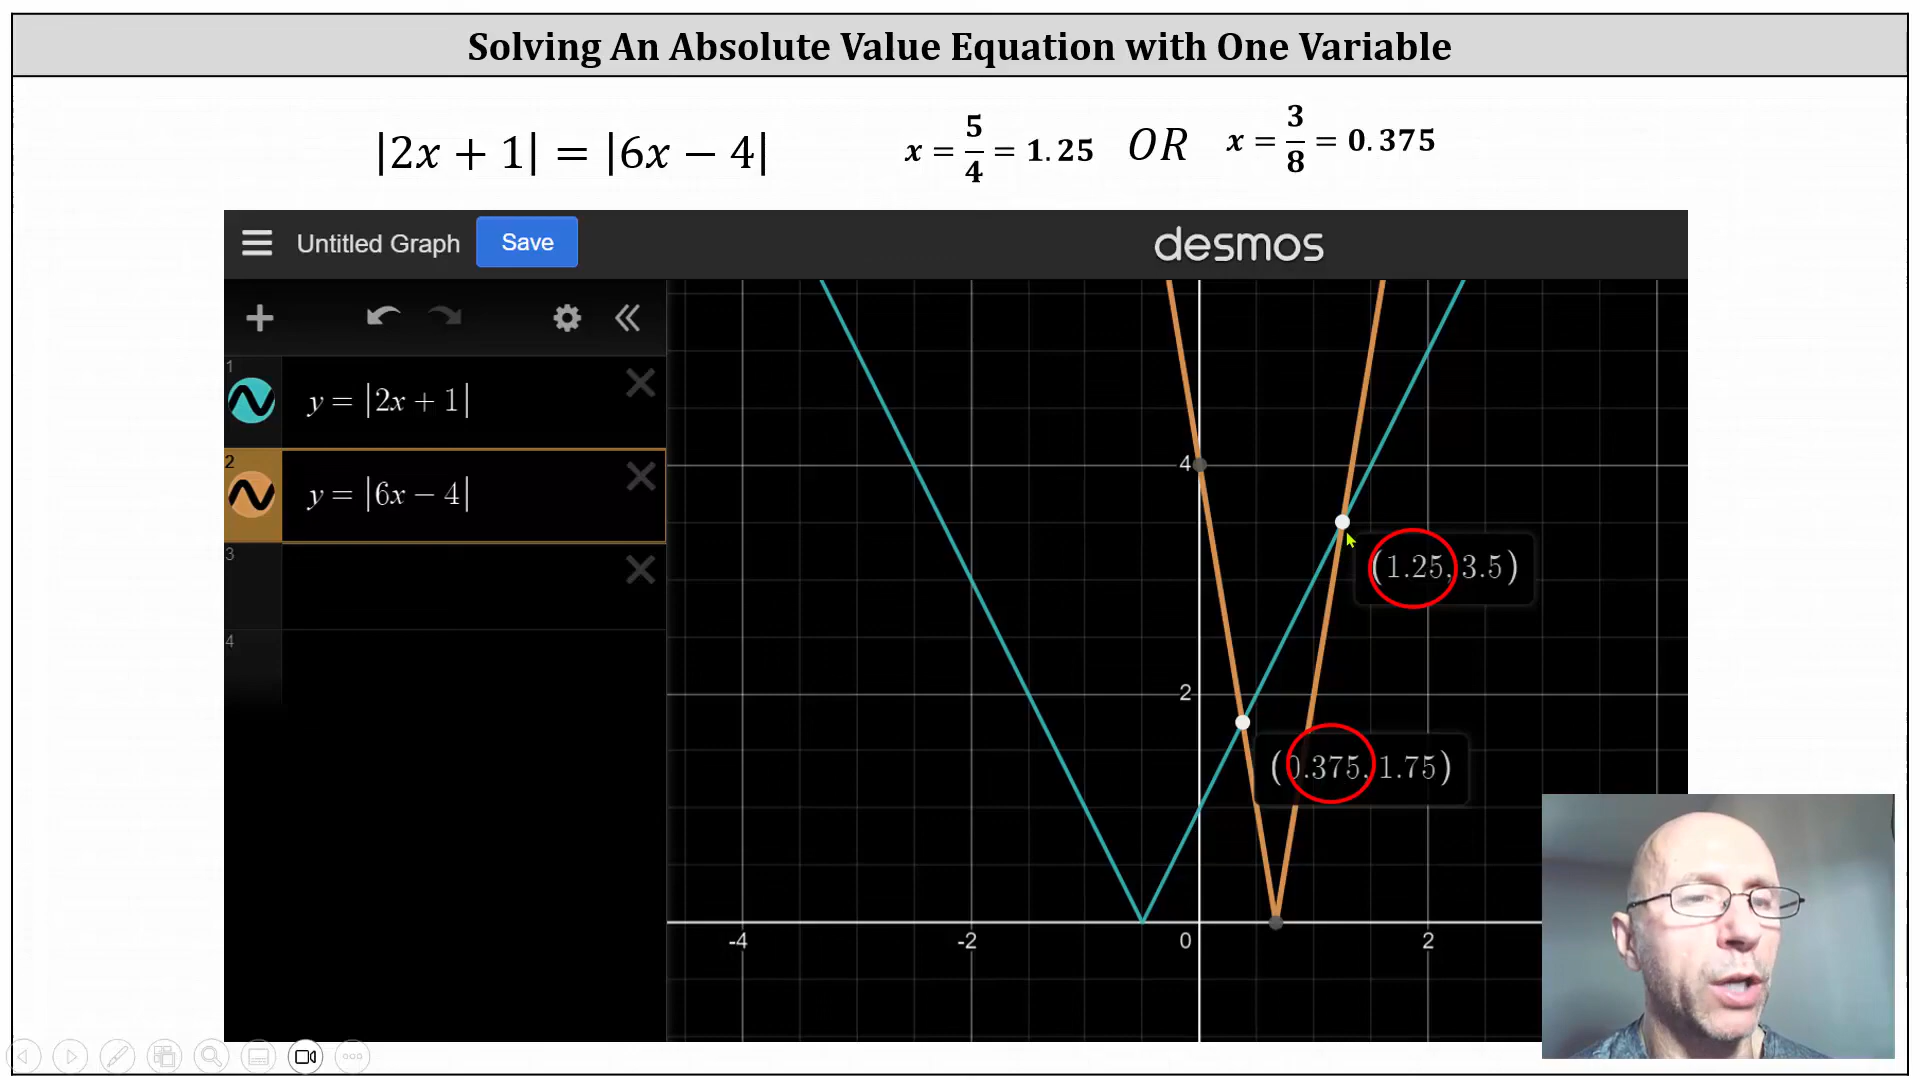 Solving An Absolute Value Equation with One Variable
|2x + 1| = |6x − 4|
x = 5/4 = 1.25 OR x = 3/8 = 0.375
Untitled Graph Save desmos
1
y = |2x + 1|
2
y = |6x − 4|
3
4
4
(1.25, 3.5)
2
(0.375, 1.75)
-4 -2 0 2